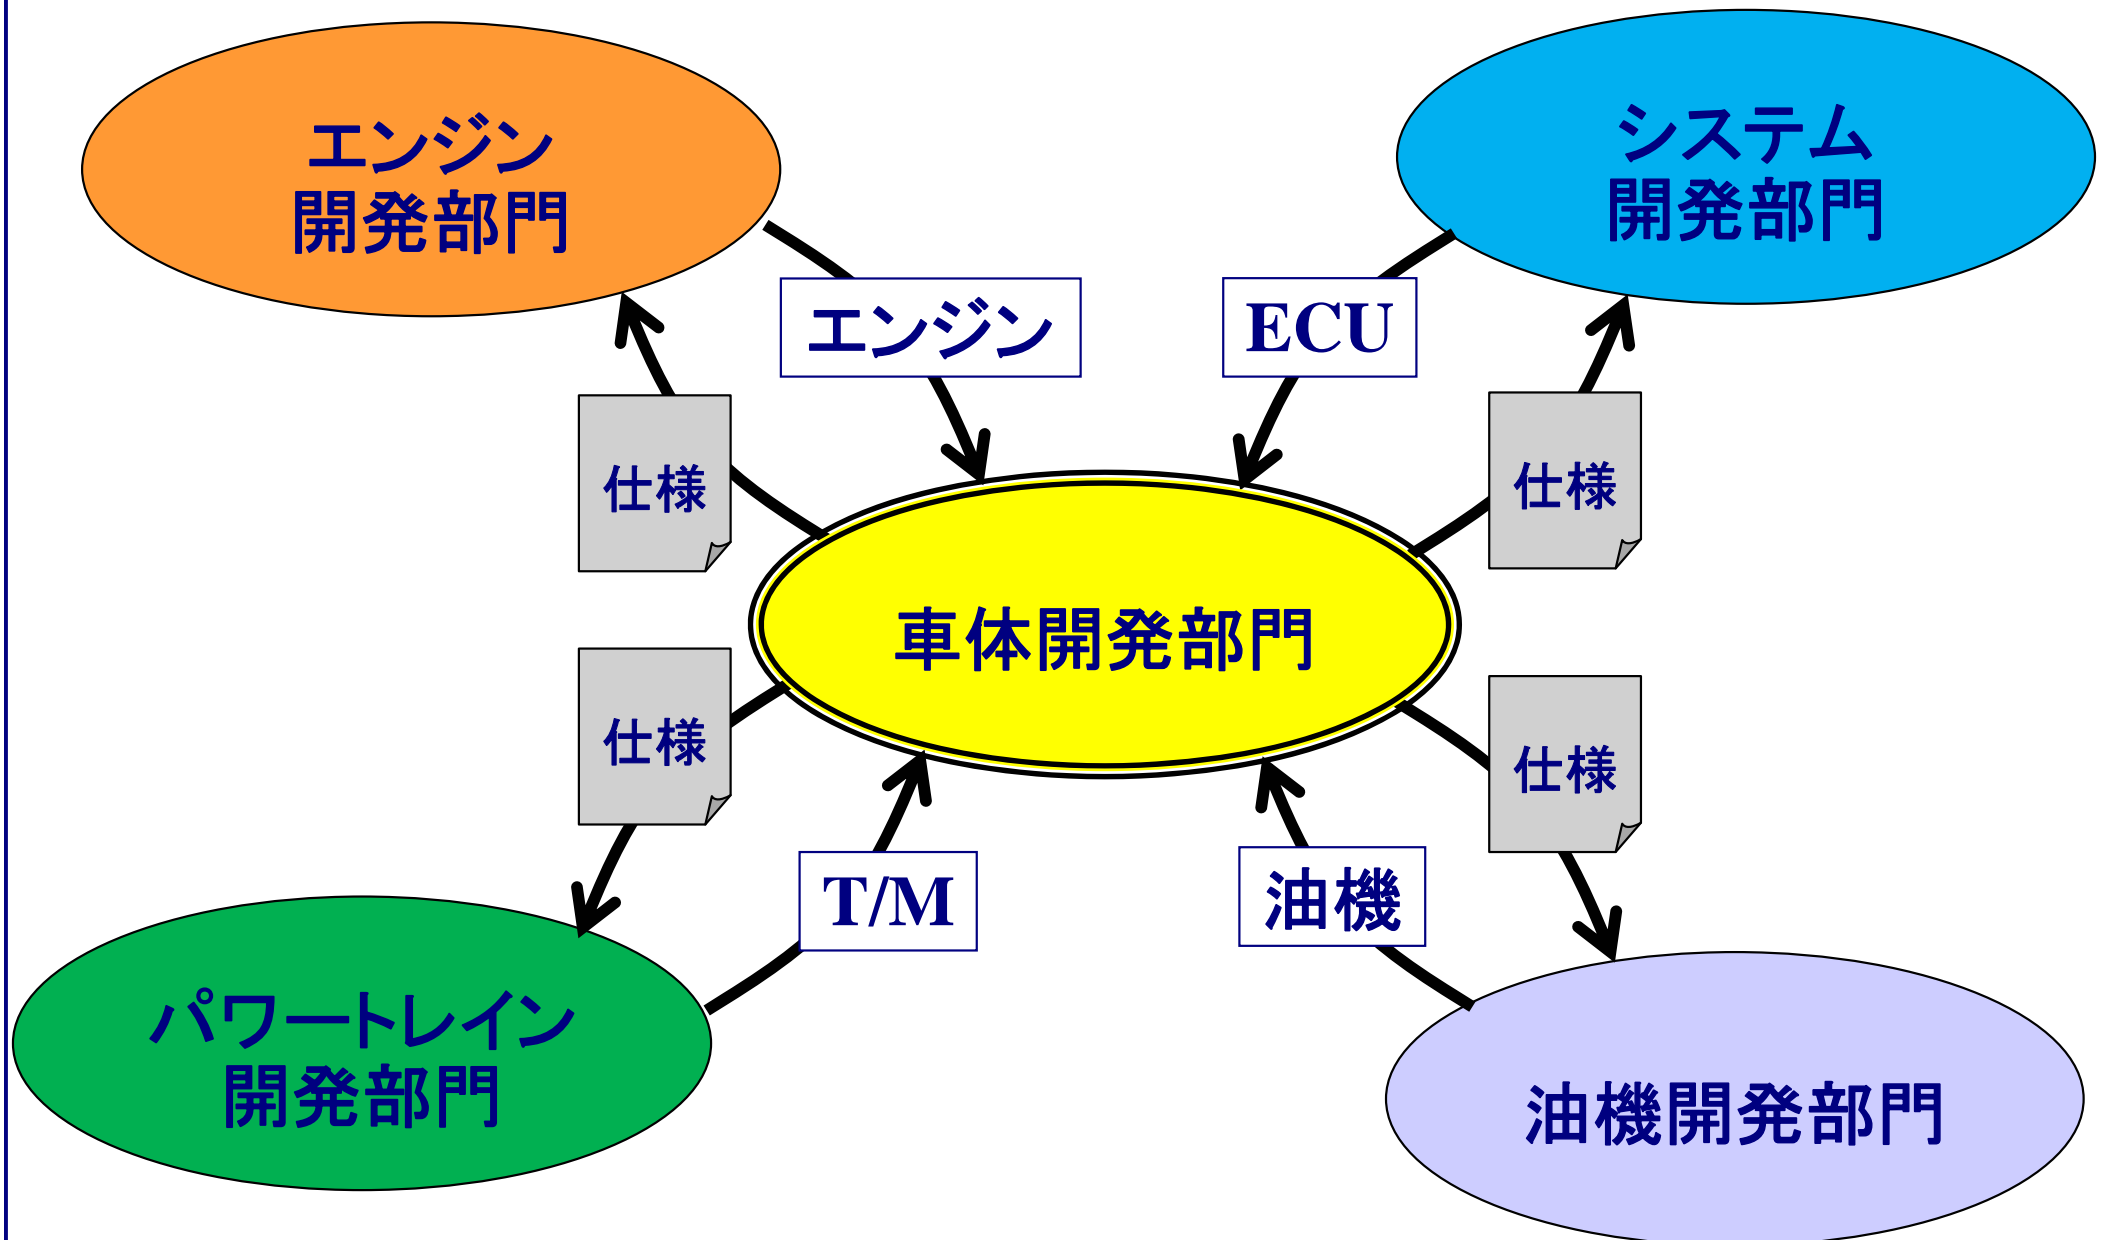 エンジン
開発部門
システム
開発部門
エンジン
ECU
仕様
仕様
車体開発部門
仕様
仕様
T/M
油機
パワートレイン
開発部門
油機開発部門